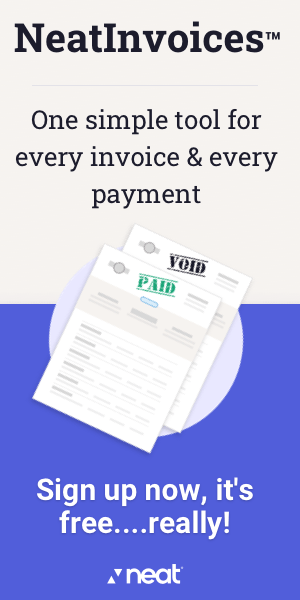 NeatInvoices™
One simple tool for
every invoice & every
payment
VOID
PAID
Sign up now, it's
free....really!
neat